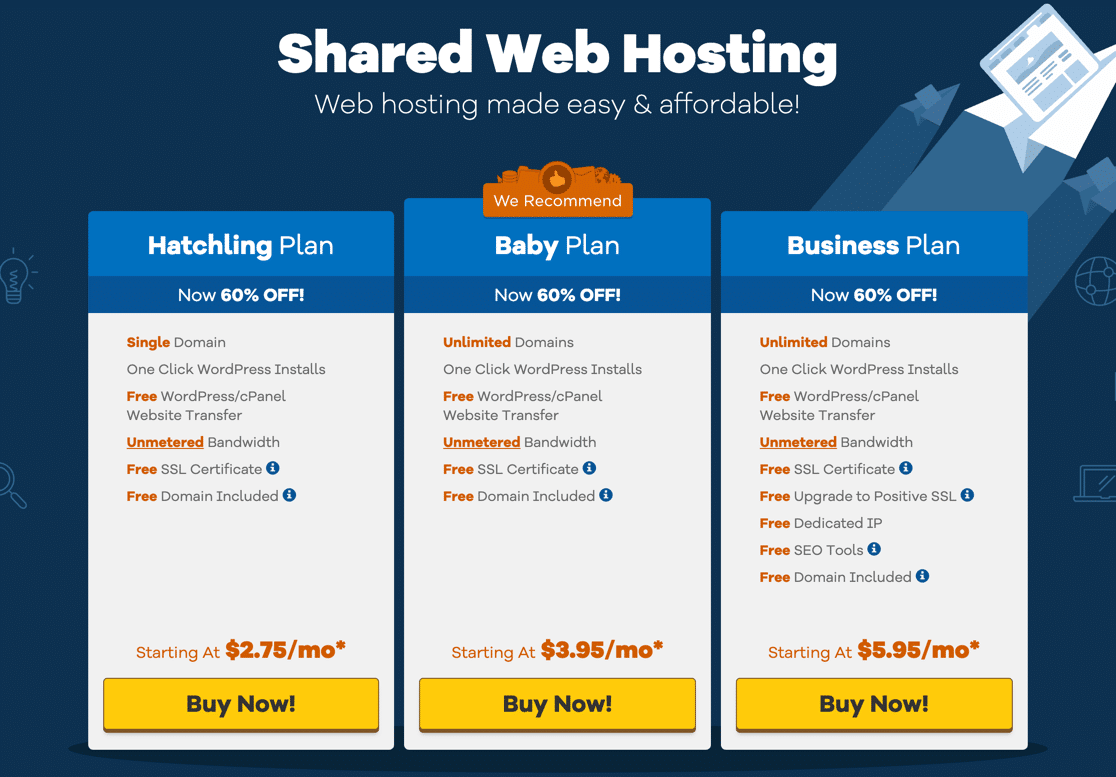 Shared Web Hosting
Web hosting made easy & affordable!
We Recommend
Hatchling Plan
Now 60% OFF!
Single Domain
One Click WordPress Installs
Free WordPress/cPanel
Website Transfer
Unmetered Bandwidth
Free SSL Certificate
Free Domain Included
Starting At $2.75/mo*
Buy Now!
Baby Plan
Now 60% OFF!
Unlimited Domains
One Click WordPress Installs
Free WordPress/cPanel
Website Transfer
Unmetered Bandwidth
Free SSL Certificate
Free Domain Included
Starting At $3.95/mo*
Buy Now!
Business Plan
Now 60% OFF!
Unlimited Domains
One Click WordPress Installs
Free WordPress/cPanel
Website Transfer
Unmetered Bandwidth
Free SSL Certificate
Free Upgrade to Positive SSL
Free Dedicated IP
Free SEO Tools
Free Domain Included
Starting At $5.95/mo*
Buy Now!